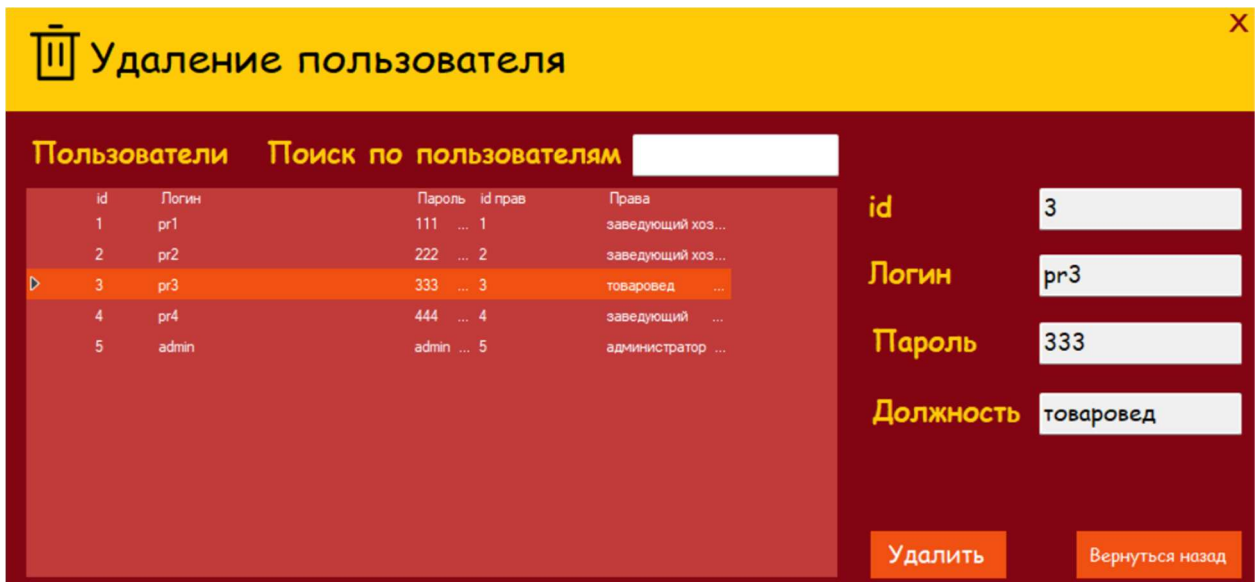 X
Удаление пользователя
Пользователи Поиск по пользователям
id Логин Пароль id прав Права
1 pr1 111 ... 1 заведующий хоз...
2 pr2 222 ... 2 заведующий хоз...
3 pr3 333 ... 3 товаровед ...
4 pr4 444 ... 4 заведующий ...
5 admin admin ... 5 администратор ...
id 3
Логин pr3
Пароль 333
Должность товаровед
Удалить Вернуться назад